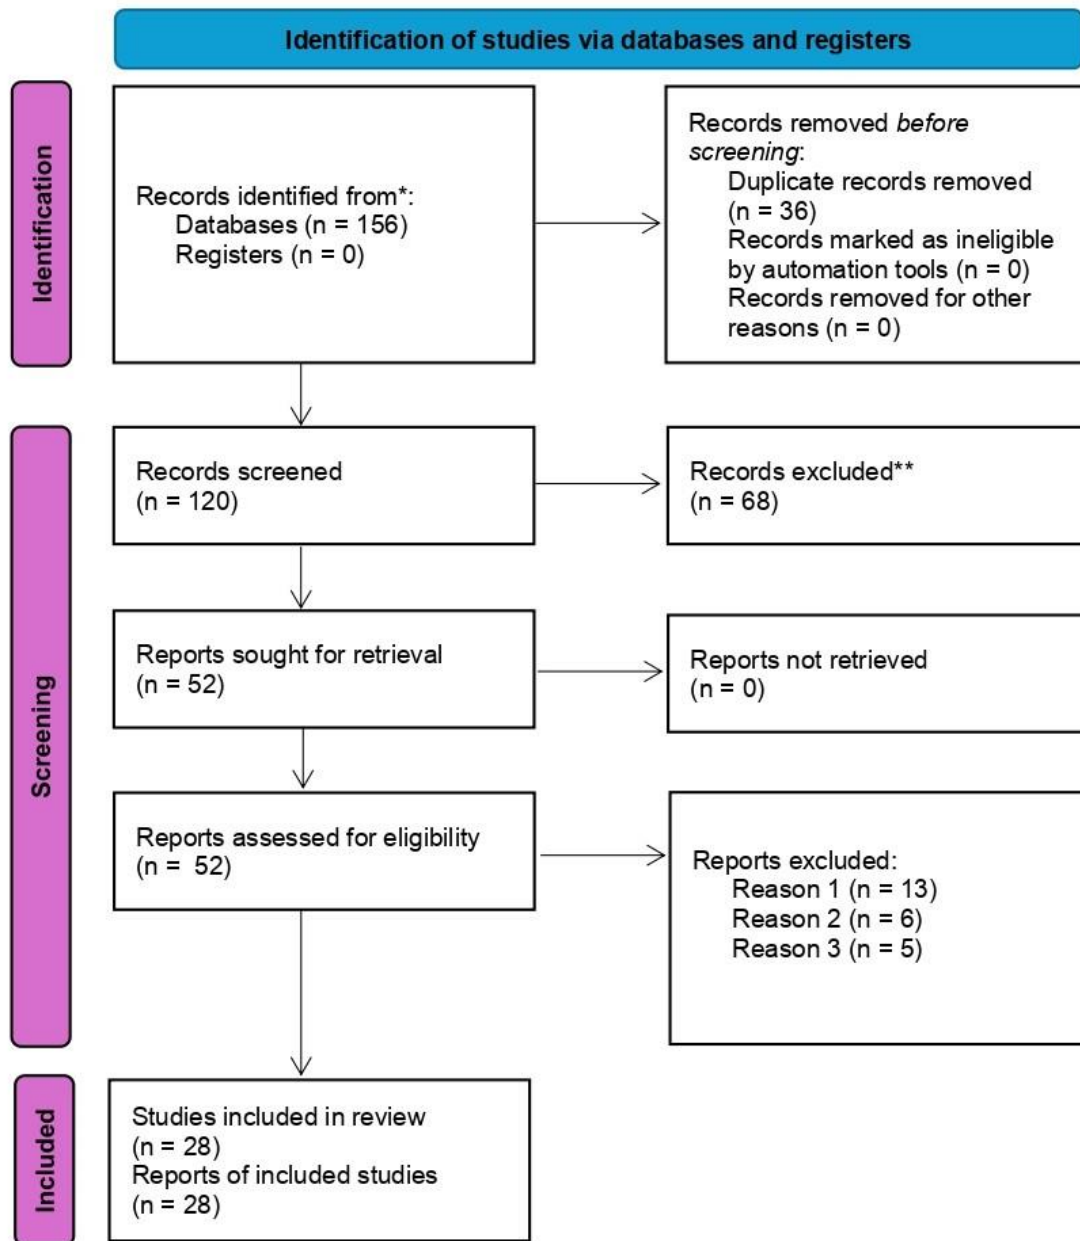 Identification of studies via databases and registers
Identification
Records identified from*:
Databases (n = 156)
Registers (n = 0)
Records removed before
screening:
Duplicate records removed
(n = 36)
Records marked as ineligible
by automation tools (n = 0)
Records removed for other
reasons (n = 0)
Screening
Records screened
(n = 120)
Records excluded**
(n = 68)
Reports sought for retrieval
(n = 52)
Reports not retrieved
(n = 0)
Reports assessed for eligibility
(n =  52)
Reports excluded:
Reason 1 (n = 13)
Reason 2 (n = 6)
Reason 3 (n = 5)
Included
Studies included in review
(n = 28)
Reports of included studies
(n = 28)